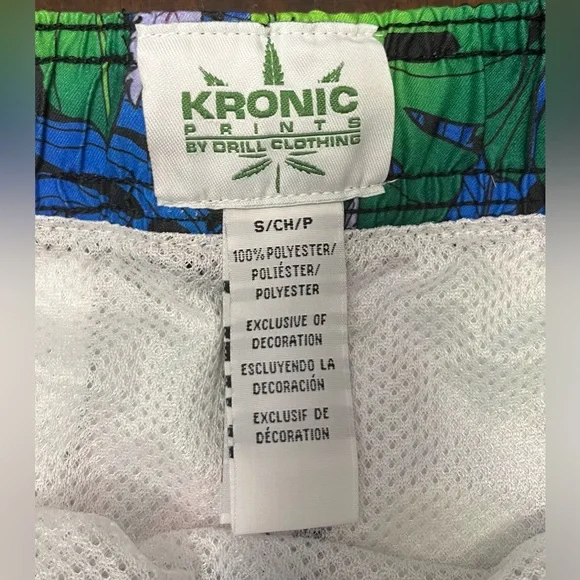 KRONIC
PRINTS
BY DRILL CLOTHING
S/CH/P
100% POLYESTER/
POLIÉSTER/
POLYESTER
EXCLUSIVE OF
DECORATION
ESCLUYENDO LA
DECORACIÓN
EXCLUSIF DE
DÉCORATION